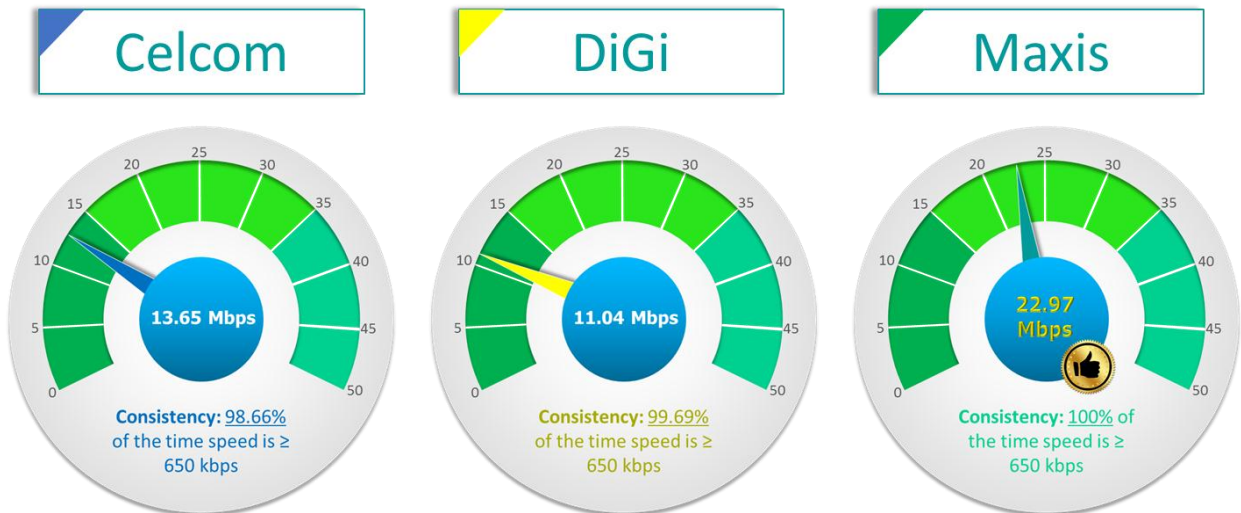 Celcom
DiGi
Maxis
0
5
10
15
20
25
30
35
40
45
50
13.65 Mbps
Consistency: 98.66%
of the time speed is ≥
650 kbps
0
5
10
15
20
25
30
35
40
45
50
11.04 Mbps
Consistency: 99.69%
of the time speed is ≥
650 kbps
0
5
10
15
20
25
30
35
40
45
50
22.97
Mbps
Consistency: 100% of
the time speed is ≥
650 kbps